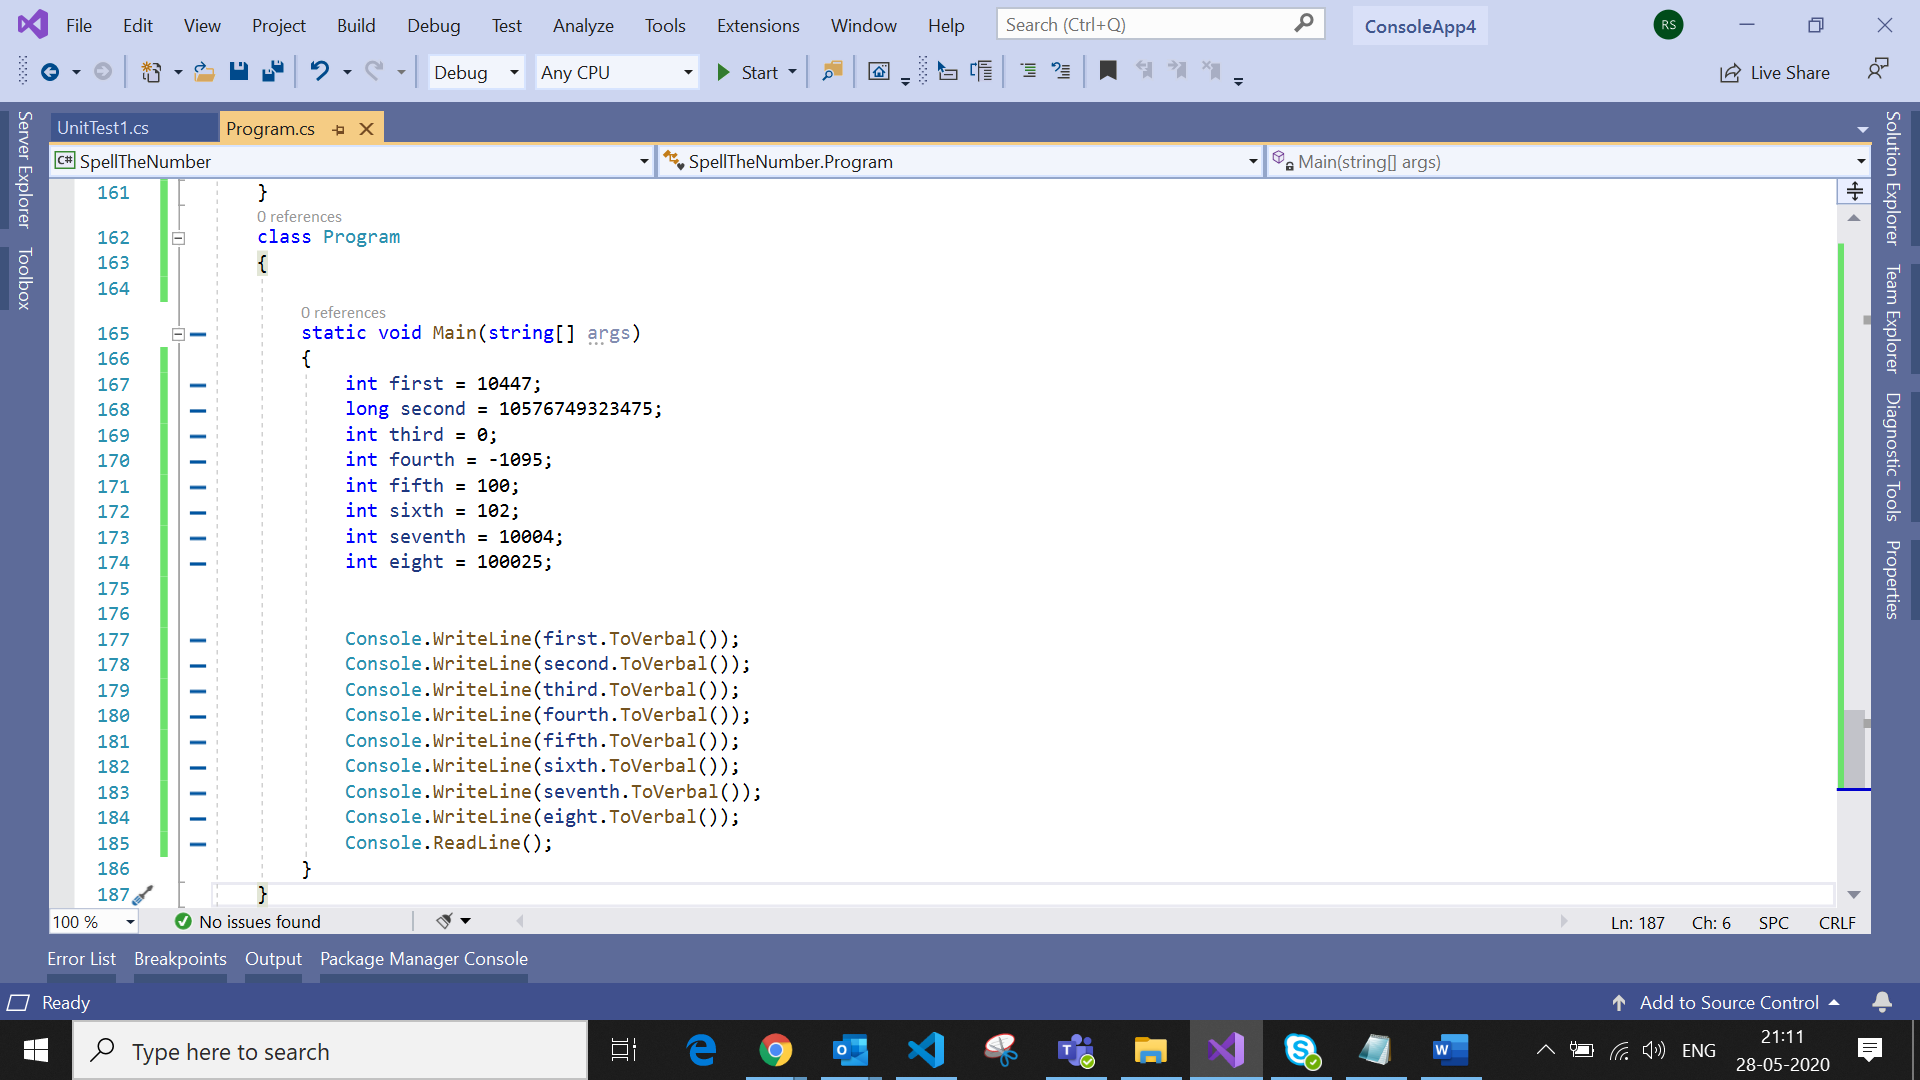 File Edit View Project Build Debug Test Analyze Tools Extensions Window Help Search (Ctrl+Q) ConsoleApp4 RS
Debug Any CPU Start Live Share
UnitTest1.cs Program.cs
C# SpellTheNumber SpellTheNumber.Program Main(string[] args)
Server Explorer
Toolbox
161 }
0 references
162 class Program
163 {
164
0 references
165 static void Main(string[] args)
166 {
167 int first = 10447;
168 long second = 10576749323475;
169 int third = 0;
170 int fourth = -1095;
171 int fifth = 100;
172 int sixth = 102;
173 int seventh = 10004;
174 int eight = 100025;
175
176
177 Console.WriteLine(first.ToVerbal());
178 Console.WriteLine(second.ToVerbal());
179 Console.WriteLine(third.ToVerbal());
180 Console.WriteLine(fourth.ToVerbal());
181 Console.WriteLine(fifth.ToVerbal());
182 Console.WriteLine(sixth.ToVerbal());
183 Console.WriteLine(seventh.ToVerbal());
184 Console.WriteLine(eight.ToVerbal());
185 Console.ReadLine();
186 }
187 }
Solution Explorer
Team Explorer
Diagnostic Tools
Properties
100 % No issues found Ln: 187 Ch: 6 SPC CRLF
Error List Breakpoints Output Package Manager Console
Ready Add to Source Control
Type here to search ENG 21:11
28-05-2020